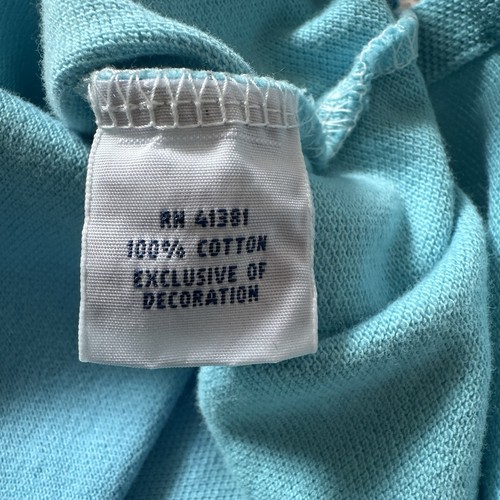 RN 41381
100% COTTON
EXCLUSIVE OF
DECORATION